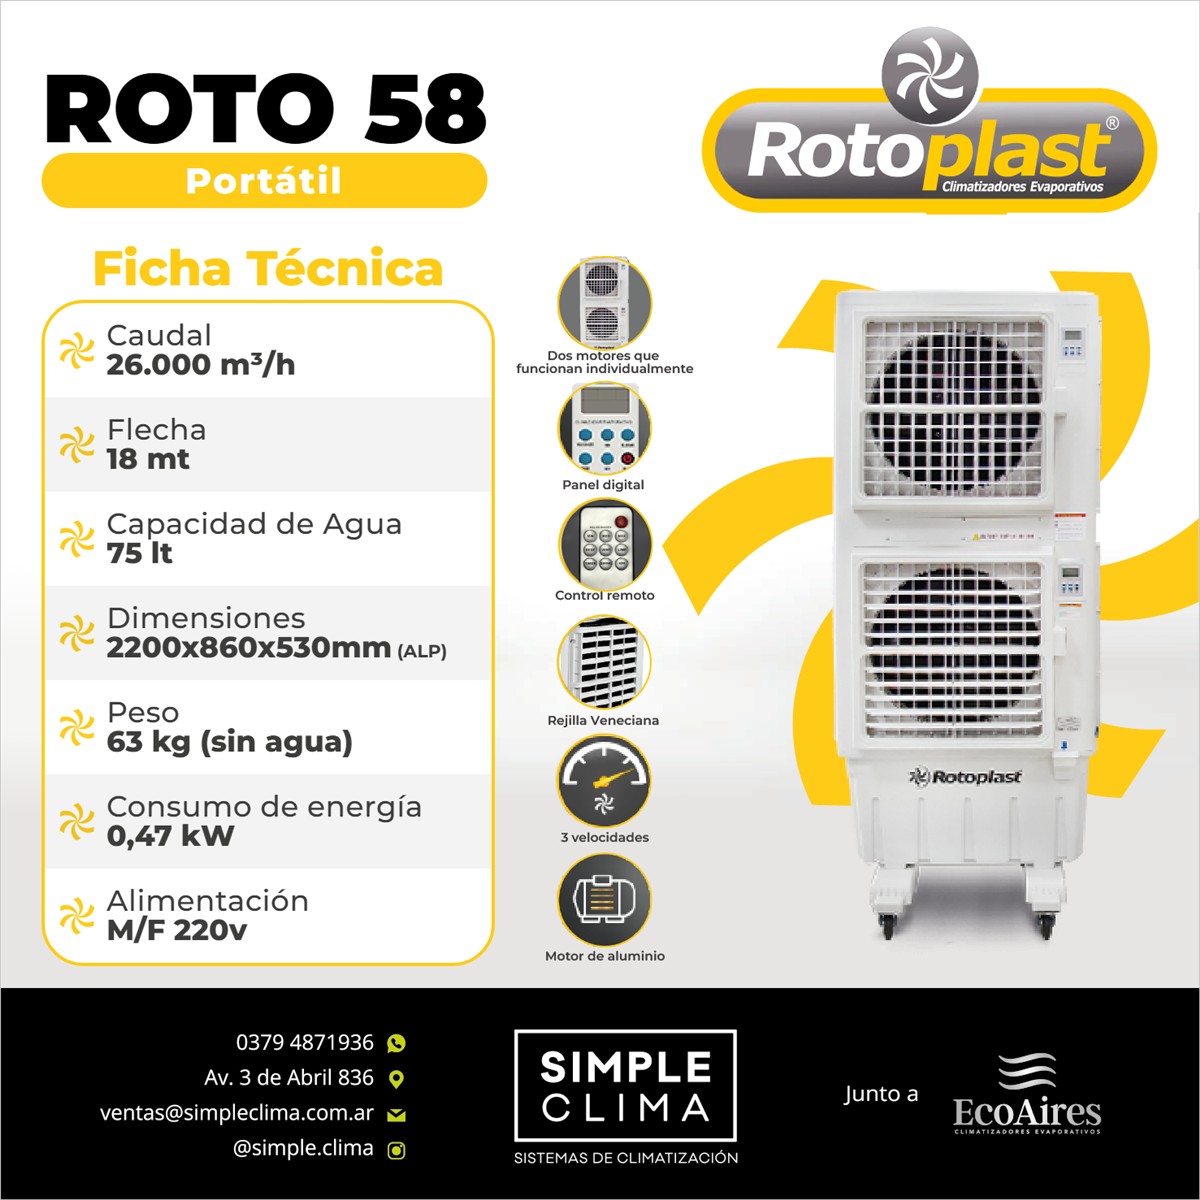 ROTO 58
Portátil
Rotoplast®
Climatizadores Evaporativos
Ficha Técnica
Caudal
26.000 m³/h
Flecha
18 mt
Capacidad de Agua
75 lt
Dimensiones
2200x860x530mm (ALP)
Peso
63 kg (sin agua)
Consumo de energía
0,47 kW
Alimentación
M/F 220v
Rotoplast
Dos motores que
funcionan individualmente
Panel digital
Control remoto
Rejilla Veneciana
3 velocidades
Motor de aluminio
Rotoplast
0379 4871936
Av. 3 de Abril 836
ventas@simpleclima.com.ar
@simple.clima
SIMPLE
CLIMA
SISTEMAS DE CLIMATIZACIÓN
Junto a
EcoAires
CLIMATIZADORES EVAPORATIVOS